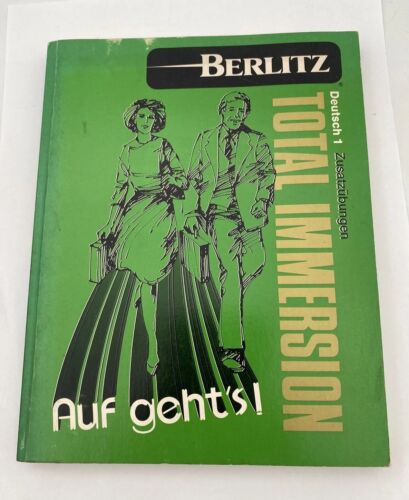 BERLITZ®
Deutsch 1 Zusatzübungen
TOTAL IMMERSION
Auf geht's!